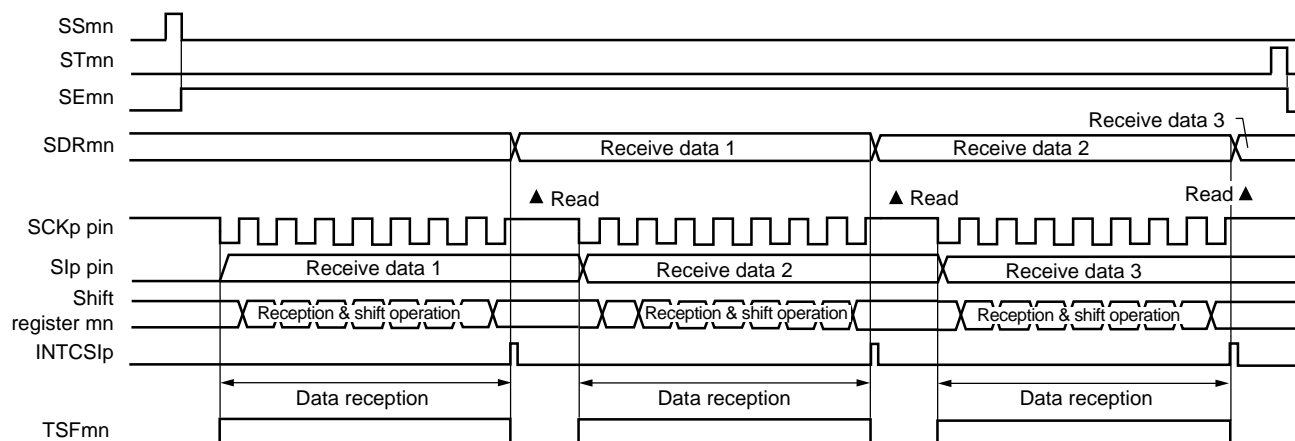 SSmn
STmn
SEmn
Receive data 3
SDRmn
Receive data 1
Receive data 2
▲ Read
▲ Read
Read ▲
SCKp pin
SIp pin
Receive data 1
Receive data 2
Receive data 3
Shift
register mn
Reception & shift operation
Reception & shift operation
Reception & shift operation
INTCSIp
Data reception
Data reception
Data reception
TSFmn